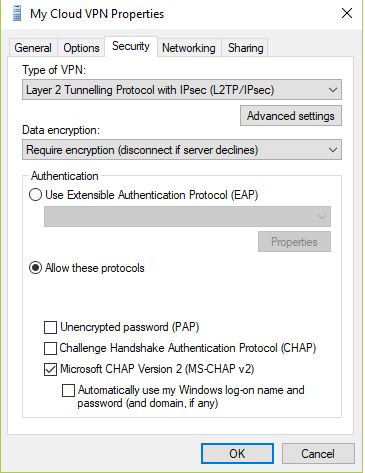 My Cloud VPN Properties
General Options Security Networking Sharing
Type of VPN:
Layer 2 Tunnelling Protocol with IPsec (L2TP/IPsec)
Advanced settings
Data encryption:
Require encryption (disconnect if server declines)
Authentication
Use Extensible Authentication Protocol (EAP)
Properties
Allow these protocols
Unencrypted password (PAP)
Challenge Handshake Authentication Protocol (CHAP)
Microsoft CHAP Version 2 (MS-CHAP v2)
Automatically use my Windows log-on name and
password (and domain, if any)
OK Cancel